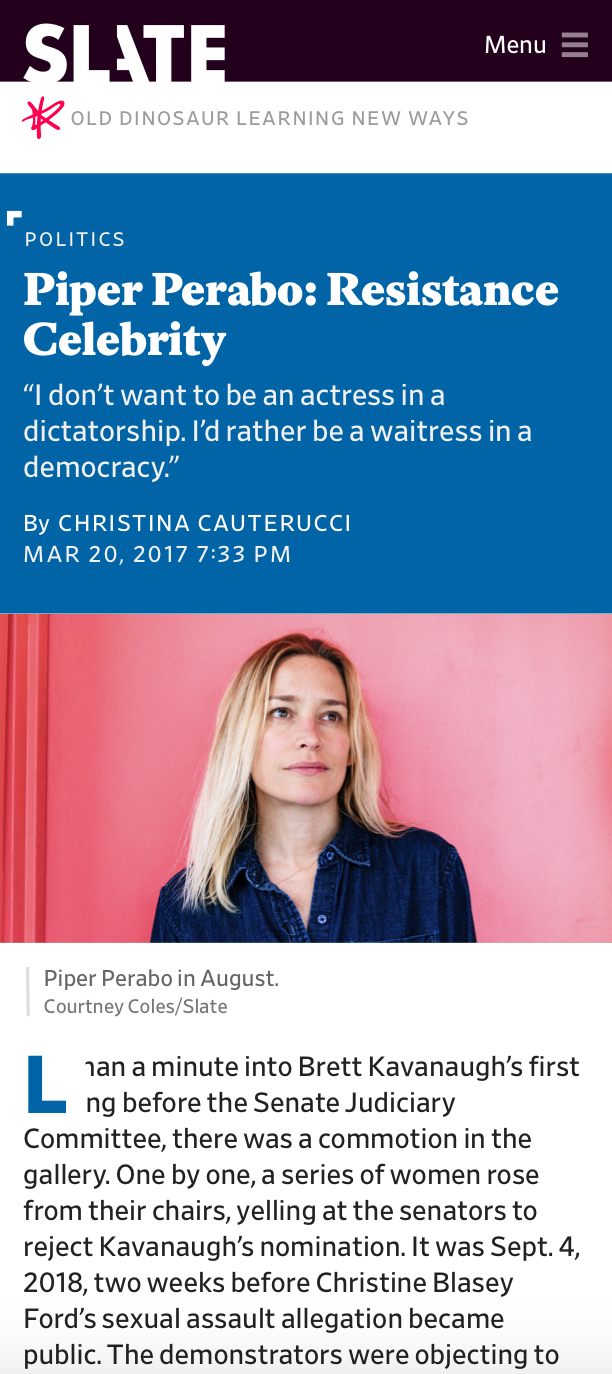 SLATE
Menu
OLD DINOSAUR LEARNING NEW WAYS
POLITICS
Piper Perabo: Resistance
Celebrity
“I don’t want to be an actress in a
dictatorship. I’d rather be a waitress in a
democracy.”
By CHRISTINA CAUTERUCCI
MAR 20, 2017 7:33 PM
Piper Perabo in August.
Courtney Coles/Slate
L an a minute into Brett Kavanaugh’s first
ng before the Senate Judiciary
Committee, there was a commotion in the
gallery. One by one, a series of women rose
from their chairs, yelling at the senators to
reject Kavanaugh’s nomination. It was Sept. 4,
2018, two weeks before Christine Blasey
Ford’s sexual assault allegation became
public. The demonstrators were objecting to